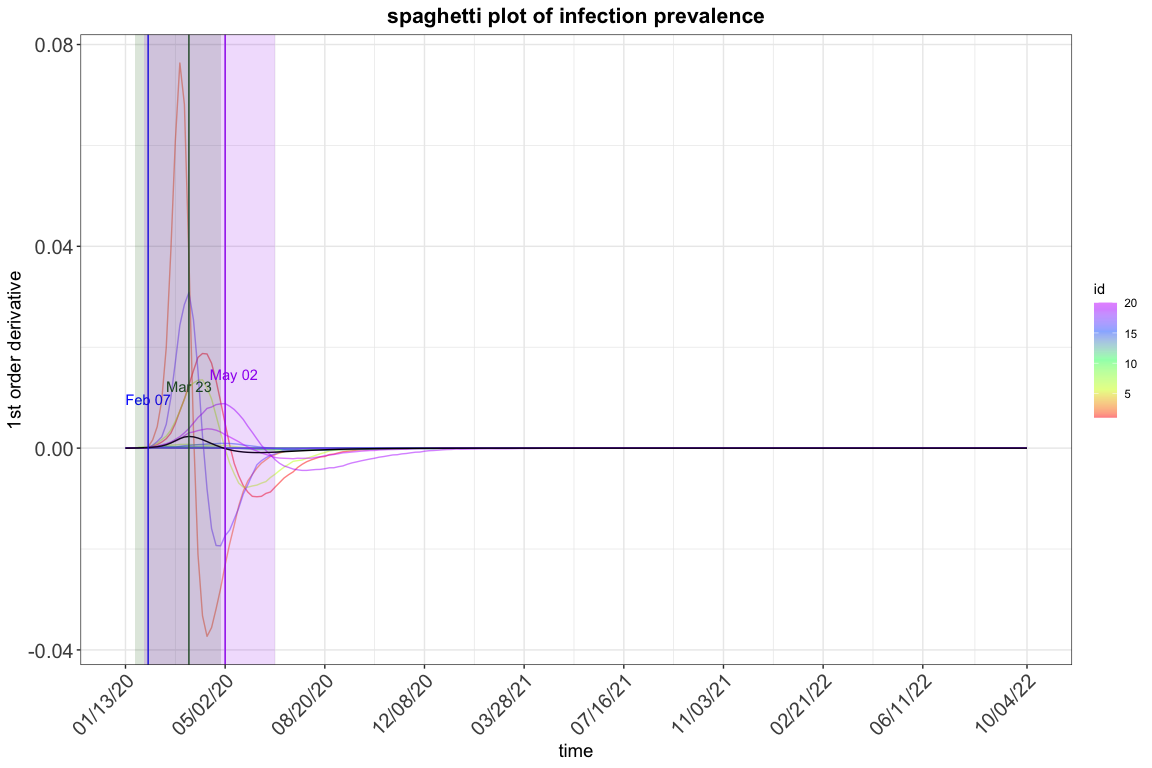 spaghetti plot of infection prevalence
1st order derivative
0.08
0.04
0.00
-0.04
Feb 07
Mar 23
May 02
01/13/20
05/02/20
08/20/20
12/08/20
03/28/21
07/16/21
11/03/21
02/21/22
06/11/22
10/04/22
time
id
20
15
10
5